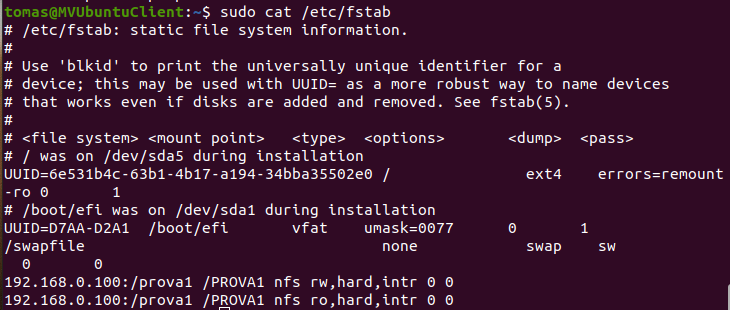 tomas@MVUbuntuClient:~$ sudo cat /etc/fstab
# /etc/fstab: static file system information.
#
# Use 'blkid' to print the universally unique identifier for a
# device; this may be used with UUID= as a more robust way to name devices
# that works even if disks are added and removed. See fstab(5).
#
# <file system> <mount point>   <type>  <options>       <dump>  <pass>
# / was on /dev/sda5 during installation
UUID=6e531b4c-63b1-4b17-a194-34bba35502e0 /               ext4    errors=remount
-ro 0       1
# /boot/efi was on /dev/sda1 during installation
UUID=D7AA-D2A1  /boot/efi       vfat    umask=0077      0       1
/swapfile                                 none            swap    sw
  0       0
192.168.0.100:/prova1 /PROVA1 nfs rw,hard,intr 0 0
192.168.0.100:/prova1 /PROVA1 nfs ro,hard,intr 0 0